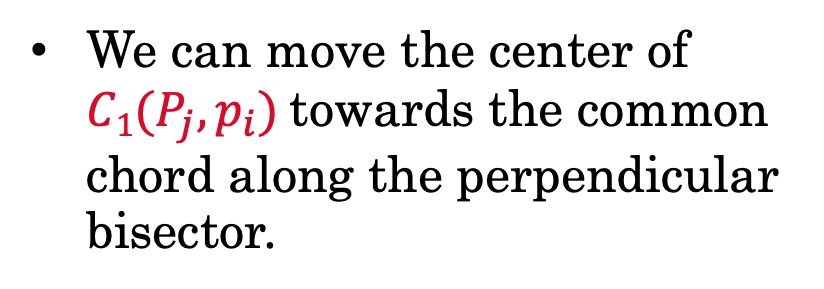 • We can move the center of
C₁(Pⱼ, pᵢ) towards the common
chord along the perpendicular
bisector.